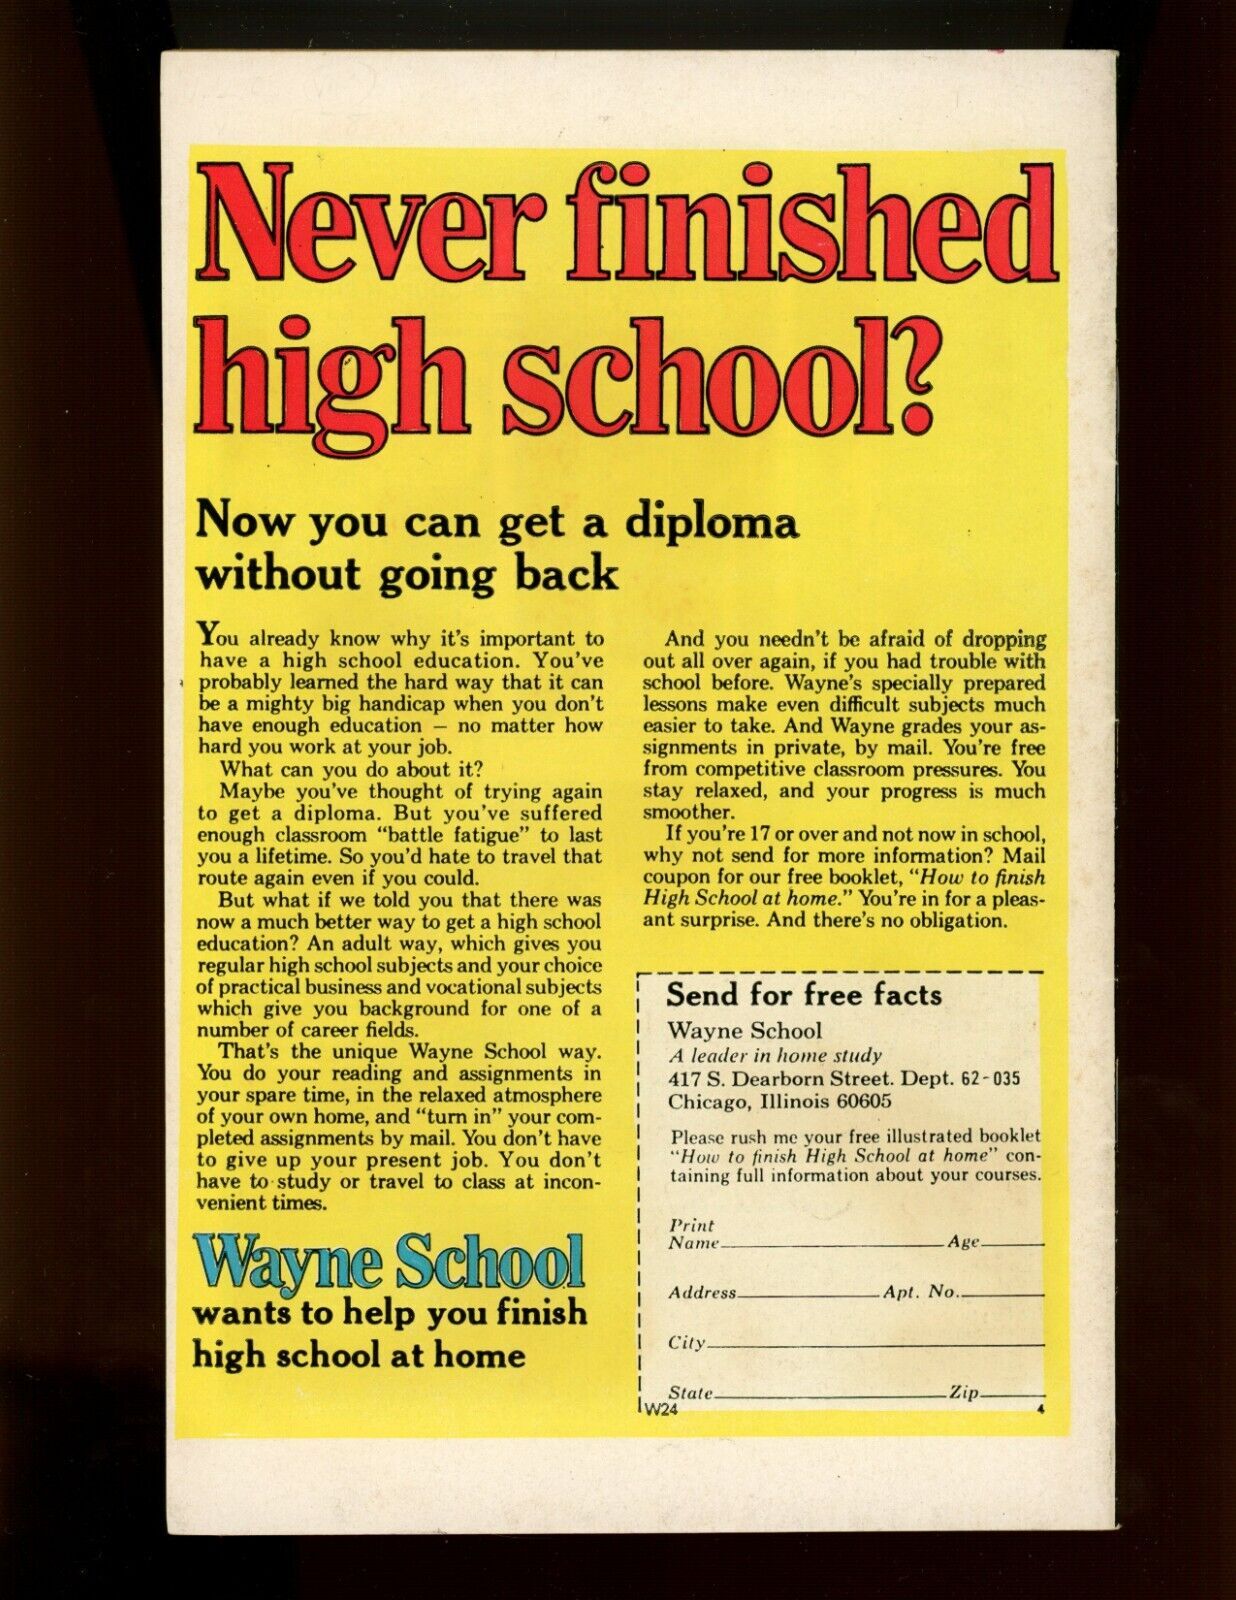 Never finished
high school?
Now you can get a diploma
without going back
You already know why it's important to
have a high school education. You've
probably learned the hard way that it can
be a mighty big handicap when you don't
have enough education – no matter how
hard you work at your job.
What can you do about it?
Maybe you've thought of trying again
to get a diploma. But you've suffered
enough classroom "battle fatigue" to last
you a lifetime. So you'd hate to travel that
route again even if you could.
But what if we told you that there was
now a much better way to get a high school
education? An adult way, which gives you
regular high school subjects and your choice
of practical business and vocational subjects
which give you background for one of a
number of career fields.
That's the unique Wayne School way.
You do your reading and assignments in
your spare time, in the relaxed atmosphere
of your own home, and "turn in" your com-
pleted assignments by mail. You don't have
to give up your present job. You don't
have to study or travel to class at incon-
venient times.
Wayne School
wants to help you finish
high school at home
And you needn't be afraid of dropping
out all over again, if you had trouble with
school before. Wayne's specially prepared
lessons make even difficult subjects much
easier to take. And Wayne grades your as-
signments in private, by mail. You're free
from competitive classroom pressures. You
stay relaxed, and your progress is much
smoother.
If you're 17 or over and not now in school,
why not send for more information? Mail
coupon for our free booklet, "How to finish
High School at home." You're in for a pleas-
ant surprise. And there's no obligation.
Send for free facts
Wayne School
A leader in home study
417 S. Dearborn Street. Dept. 62-035
Chicago, Illinois 60605
Please rush me your free illustrated booklet
"How to finish High School at home" con-
taining full information about your courses.
Print
Name Age
Address Apt. No.
City
State Zip
W24 4